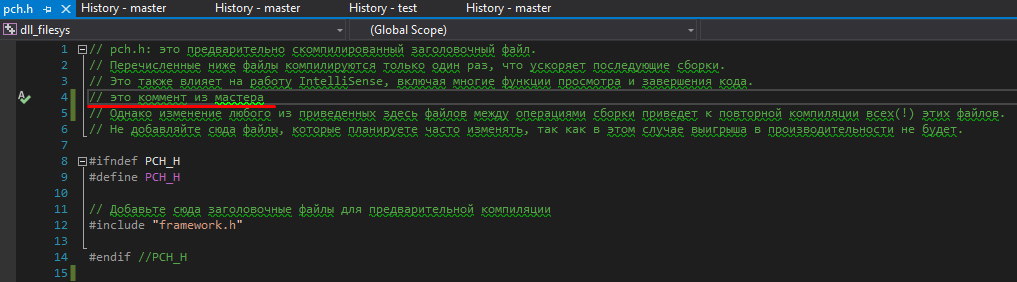 pch.h
History - master
History - master
History - test
History - master
dll_filesys
(Global Scope)
1 // pch.h: это предварительно скомпилированный заголовочный файл.
2 // Перечисленные ниже файлы компилируются только один раз, что ускоряет последующие сборки.
3 // Это также влияет на работу IntelliSense, включая многие функции просмотра и завершения кода.
4 // это коммент из мастера
5 // Однако изменение любого из приведенных здесь файлов между операциями сборки приведет к повторной компиляции всех(!) этих файлов.
6 // Не добавляйте сюда файлы, которые планируете часто изменять, так как в этом случае выигрыша в производительности не будет.
7
8 #ifndef PCH_H
9 #define PCH_H
10
11 // Добавьте сюда заголовочные файлы для предварительной компиляции
12 #include "framework.h"
13
14 #endif //PCH_H
15